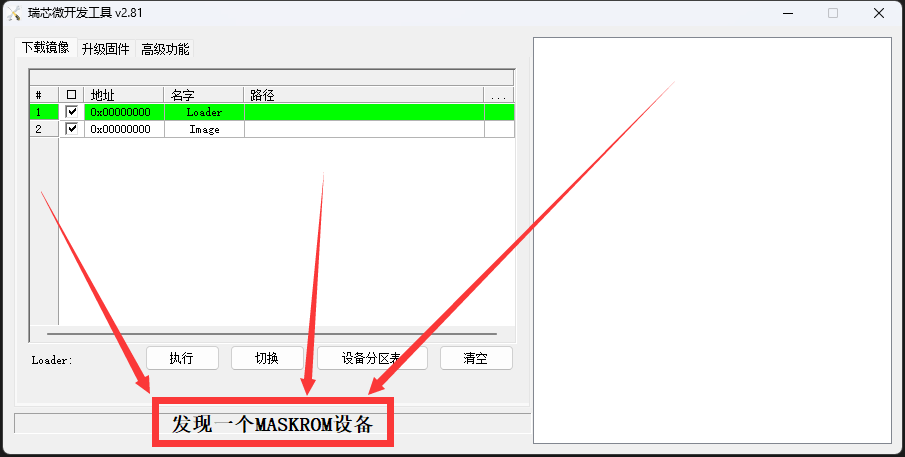 瑞芯微开发工具 v2.81
下载镜像 升级固件 高级功能
# 地址 名字 路径 ...
1 0x00000000 Loader
2 0x00000000 Image
Loader: 执行 切换 设备分区表 清空
发现一个MASKROM设备